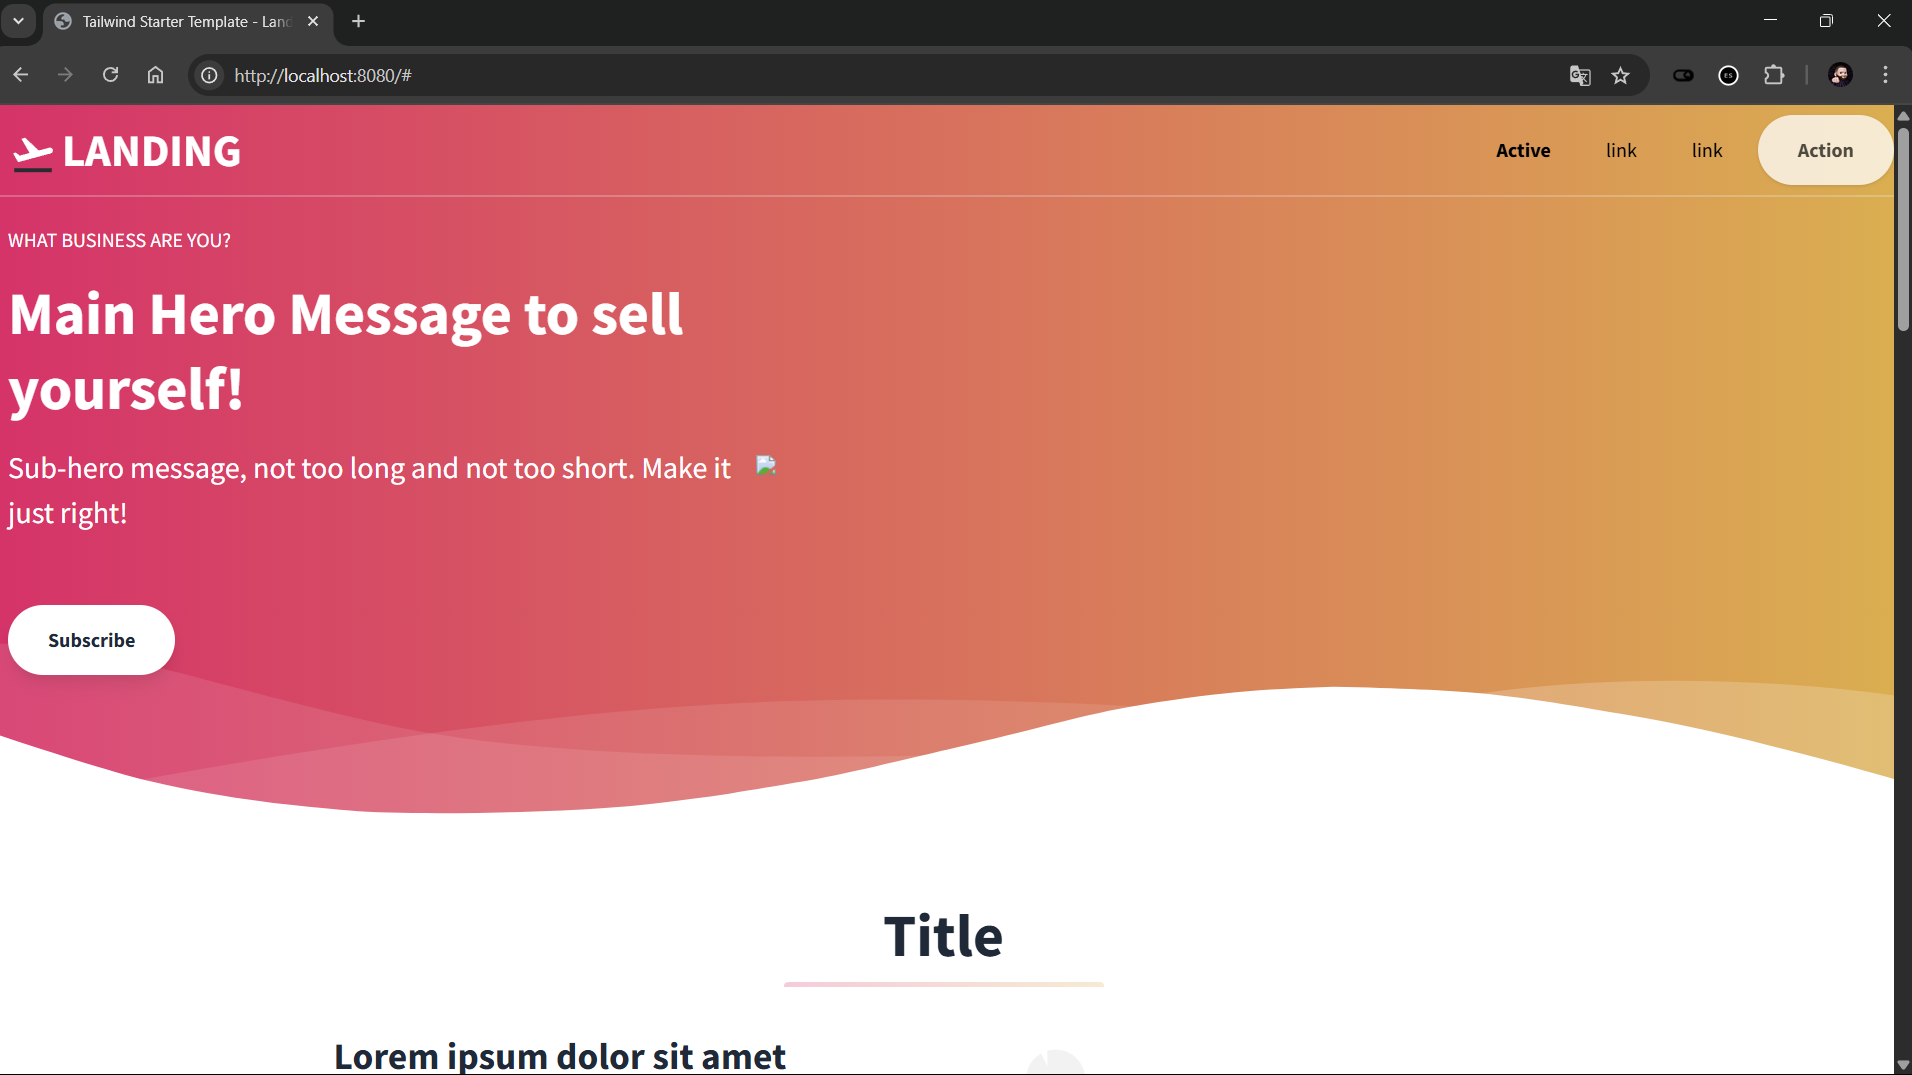 Tailwind Starter Template - Land
http://localhost:8080/#
LANDING
Active
link
link
Action
WHAT BUSINESS ARE YOU?
Main Hero Message to sell
yourself!
Sub-hero message, not too long and not too short. Make it
just right!
Subscribe
Title
Lorem ipsum dolor sit amet